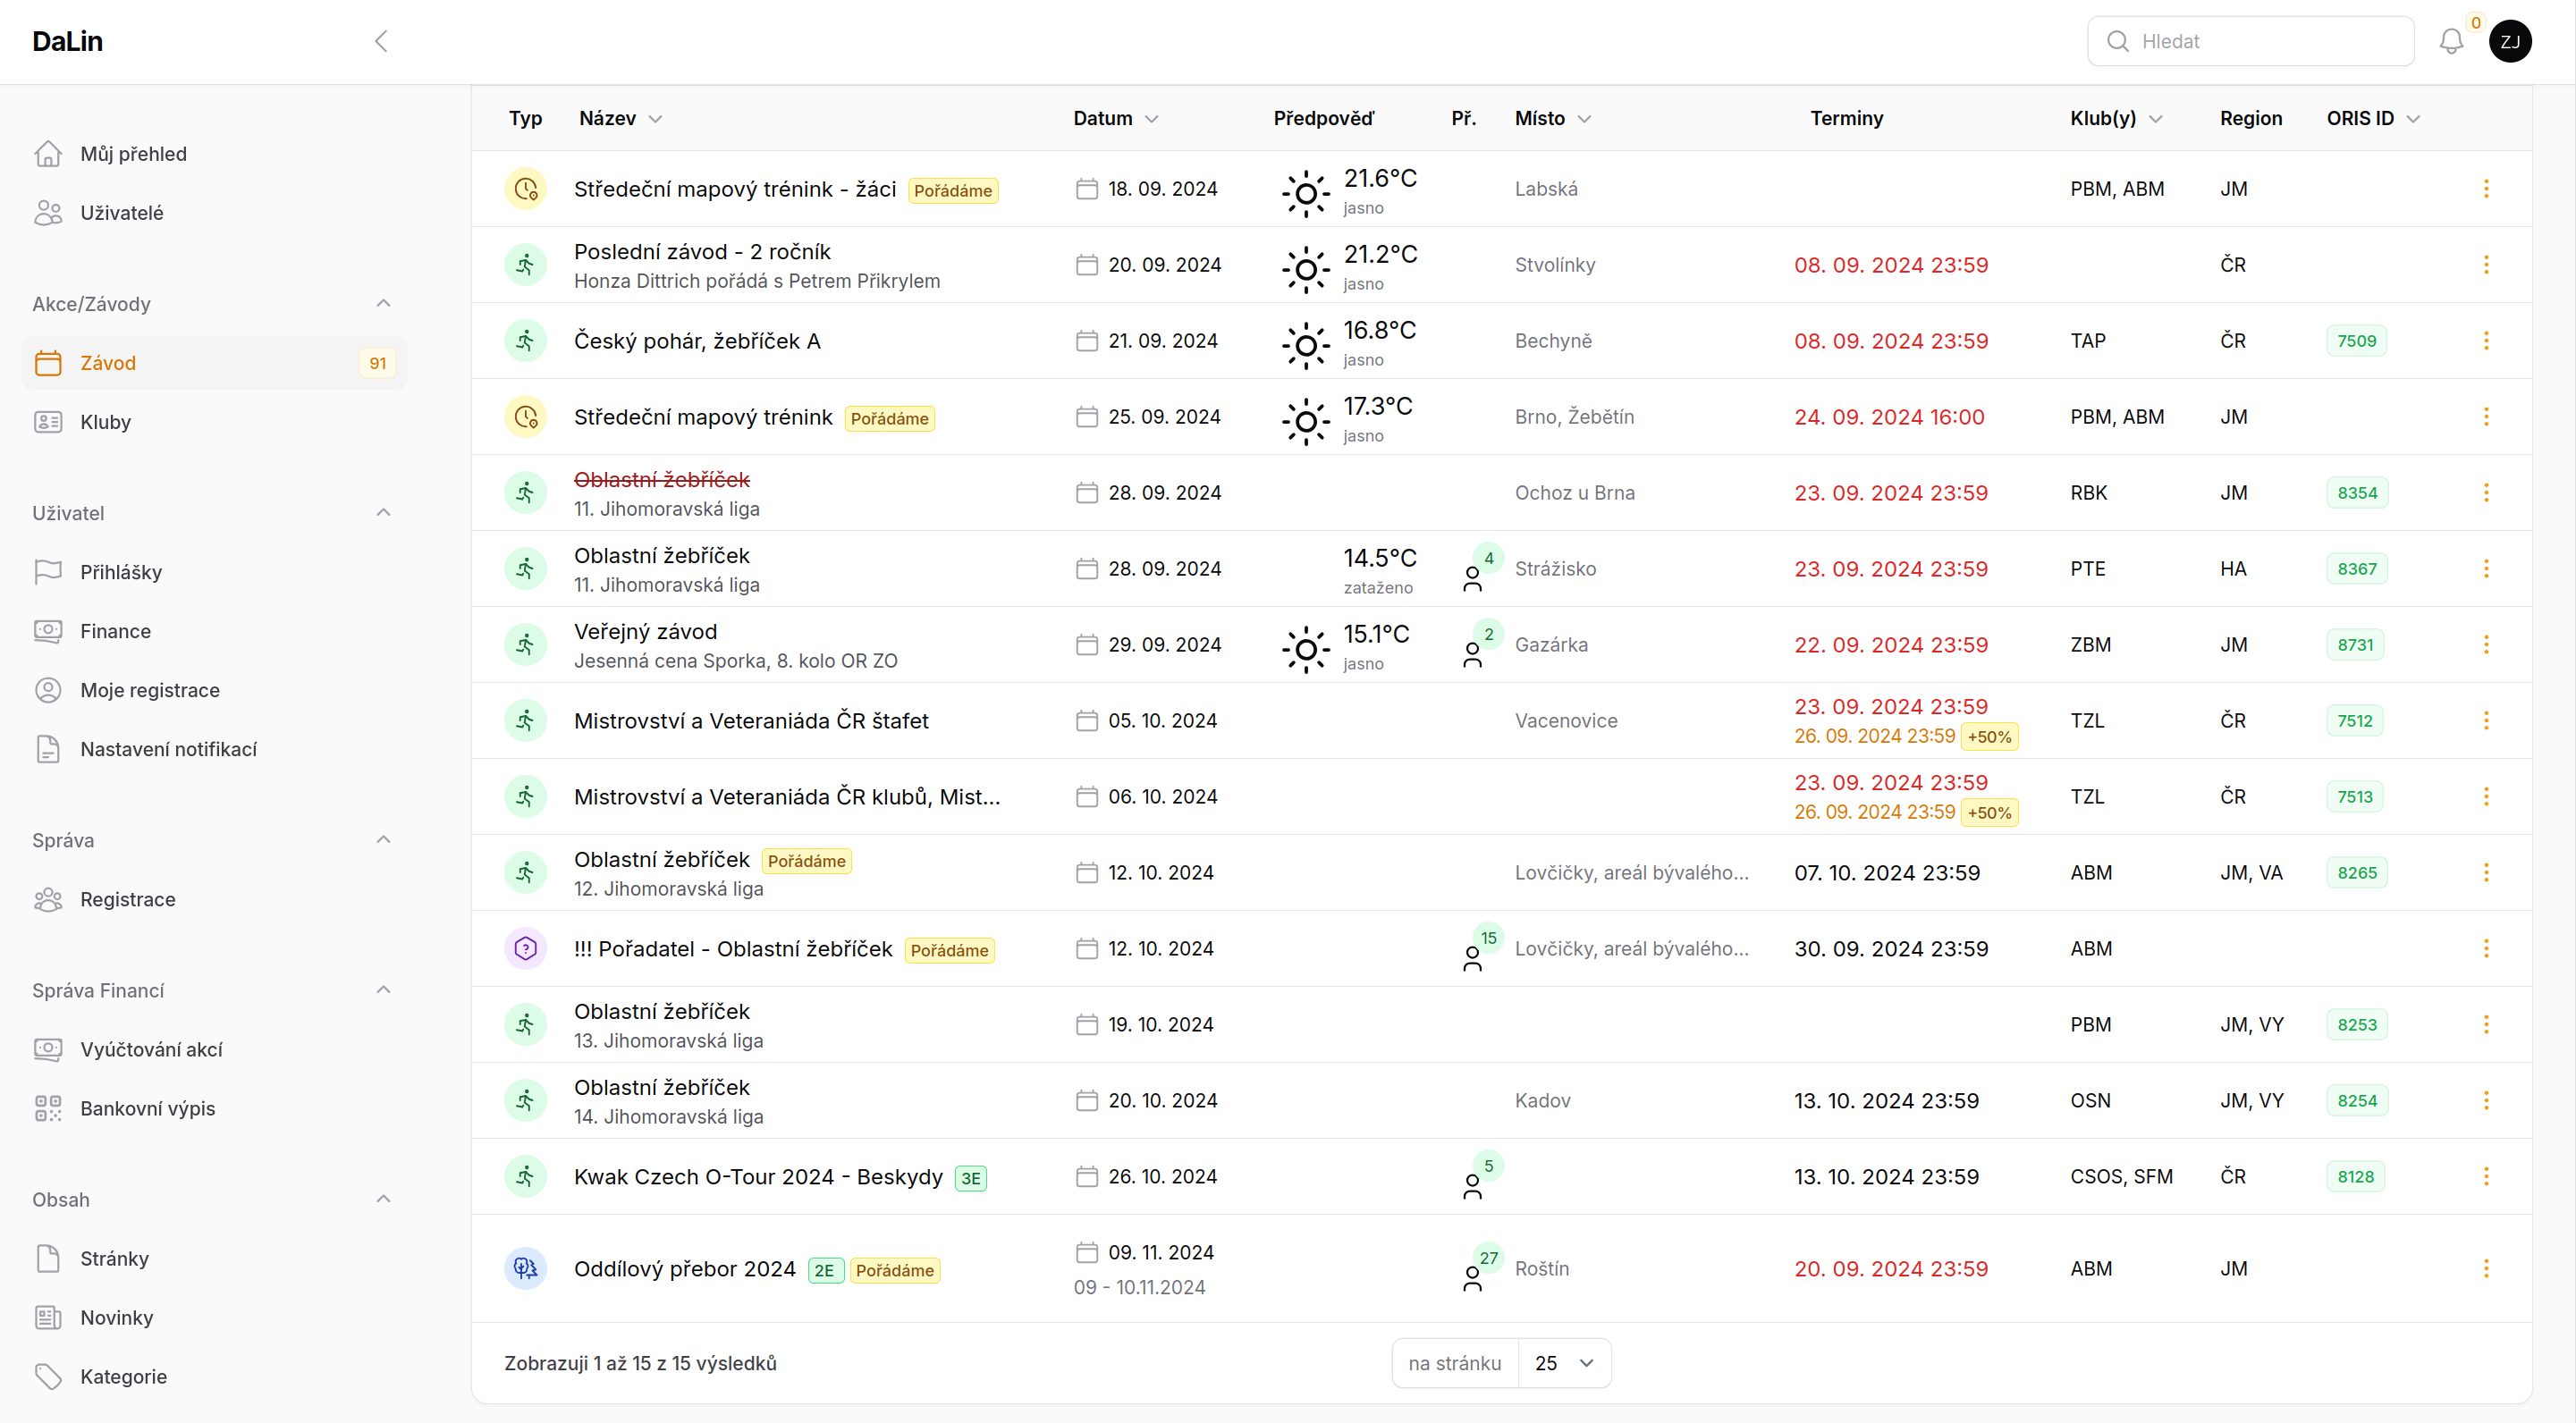 DaLin
Hledat
0
ZJ
Můj přehled
Uživatelé
Akce/Závody
Závod 91
Kluby
Uživatel
Přihlášky
Finance
Moje registrace
Nastavení notifikací
Správa
Registrace
Správa Financí
Vyúčtování akcí
Bankovní výpis
Obsah
Stránky
Novinky
Kategorie
Typ Název Datum Předpověď Př. Místo Terminy Klub(y) Region ORIS ID
Středeční mapový trénink - žáci Pořádáme 18. 09. 2024 21.6°C Labská PBM, ABM JM
jasno
Poslední závod - 2 ročník 20. 09. 2024 21.2°C Stvolínky 08. 09. 2024 23:59 ČR
Honza Dittrich pořádá s Petrem Přikrylem jasno
Český pohár, žebříček A 21. 09. 2024 16.8°C Bechyně 08. 09. 2024 23:59 TAP ČR 7509
jasno
Středeční mapový trénink Pořádáme 25. 09. 2024 17.3°C Brno, Žebětín 24. 09. 2024 16:00 PBM, ABM JM
jasno
Oblastní žebříček 28. 09. 2024 Ochoz u Brna 23. 09. 2024 23:59 RBK JM 8354
11. Jihomoravská liga
Oblastní žebříček 28. 09. 2024 14.5°C 4 Strážisko 23. 09. 2024 23:59 PTE HA 8367
11. Jihomoravská liga zataženo
Veřejný závod 29. 09. 2024 15.1°C 2 Gazárka 22. 09. 2024 23:59 ZBM JM 8731
Jesenná cena Sporka, 8. kolo OR ZO jasno
Mistrovství a Veteraniáda ČR štafet 05. 10. 2024 Vacenovice 23. 09. 2024 23:59 TZL ČR 7512
26. 09. 2024 23:59 +50%
Mistrovství a Veteraniáda ČR klubů, Mist... 06. 10. 2024 23. 09. 2024 23:59 TZL ČR 7513
26. 09. 2024 23:59 +50%
Oblastní žebříček Pořádáme 12. 10. 2024 Lovčičky, areál bývalého... 07. 10. 2024 23:59 ABM JM, VA 8265
12. Jihomoravská liga
!!! Pořadatel - Oblastní žebříček Pořádáme 12. 10. 2024 15 Lovčičky, areál bývalého... 30. 09. 2024 23:59 ABM
Oblastní žebříček 19. 10. 2024 PBM JM, VY 8253
13. Jihomoravská liga
Oblastní žebříček 20. 10. 2024 Kadov 13. 10. 2024 23:59 OSN JM, VY 8254
14. Jihomoravská liga
Kwak Czech O-Tour 2024 - Beskydy 3E 26. 10. 2024 5 13. 10. 2024 23:59 CSOS, SFM ČR 8128
Oddílový přebor 2024 2E Pořádáme 09. 11. 2024 27 Roštín 20. 09. 2024 23:59 ABM JM
09 - 10.11.2024
Zobrazuji 1 až 15 z 15 výsledků na stránku 25